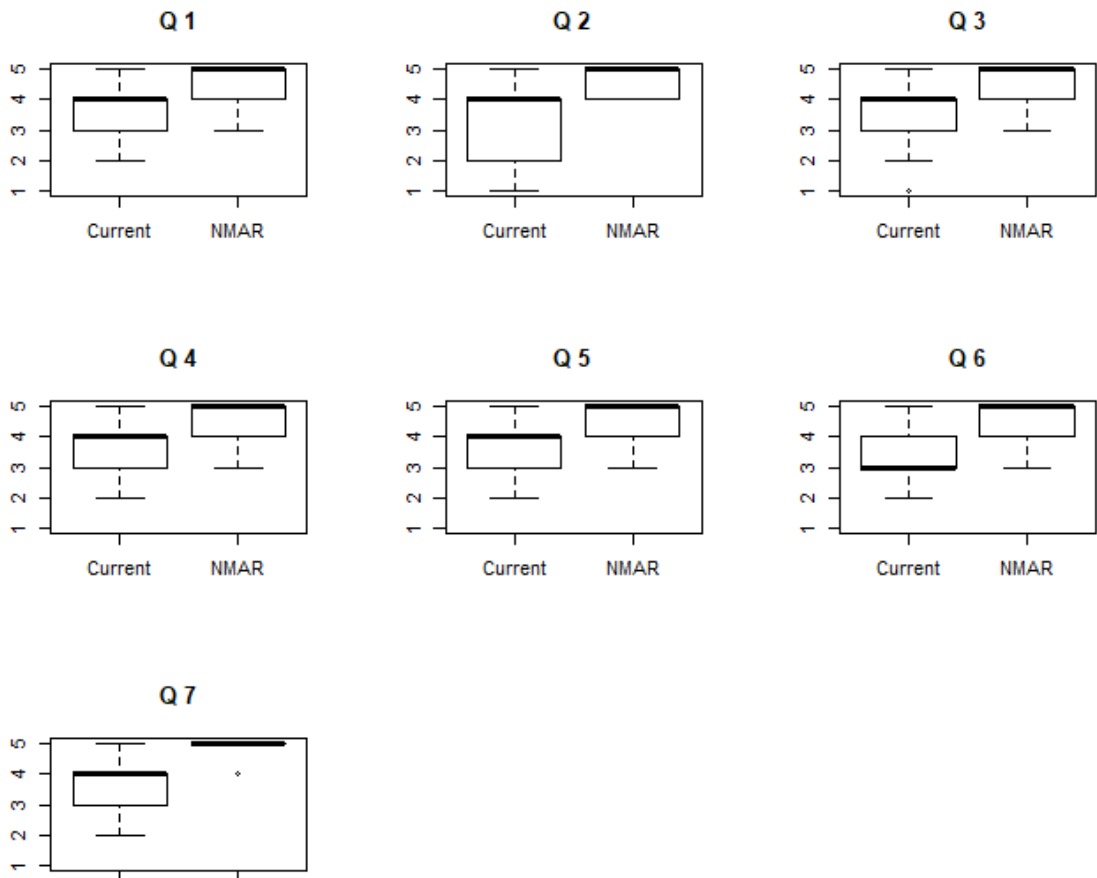 Q 1 Q 2 Q 3
5 5 5
4 4 4
3 3 3
2 2 2
1 1 1
Current NMAR Current NMAR Current NMAR
Q 4 Q 5 Q 6
5 5 5
4 4 4
3 3 3
2 2 2
1 1 1
Current NMAR Current NMAR Current NMAR
Q 7
5
4
3
2
1